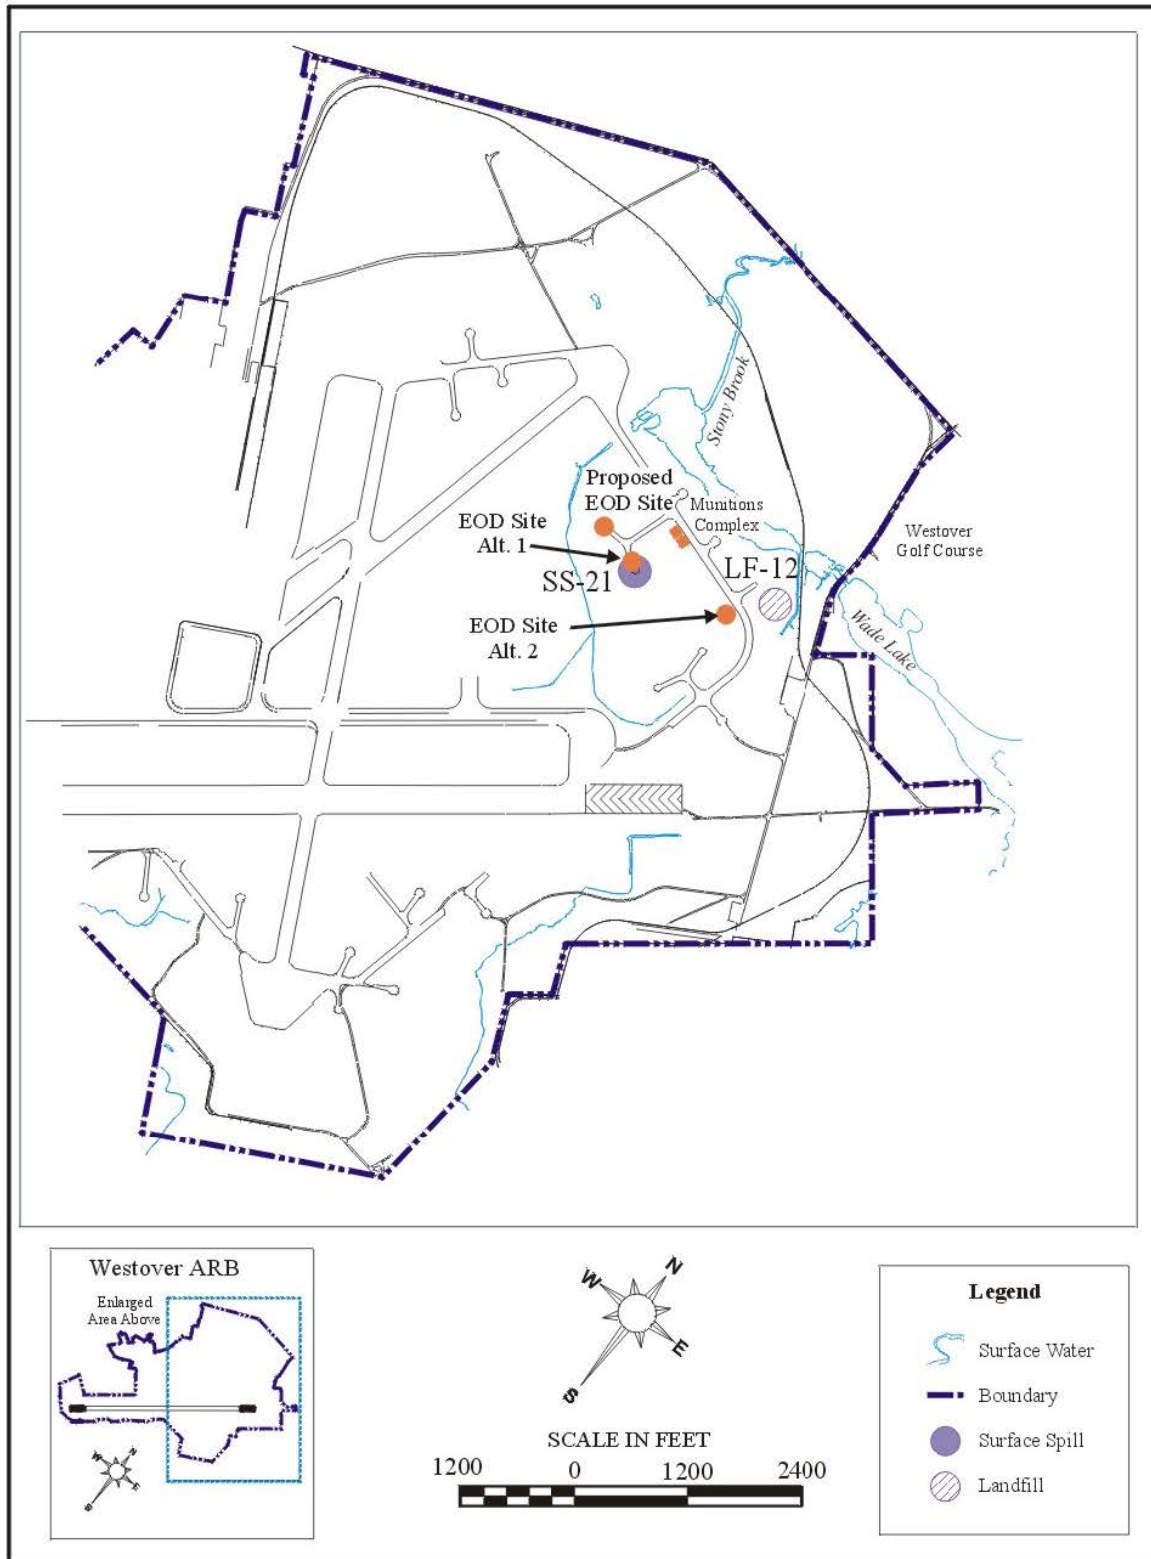 Stony Brook
Proposed
EOD Site
Munitions
Complex
EOD Site
Alt. 1
SS-21
LF-12
Westover
Golf Course
EOD Site
Alt. 2
Wade Lake
Westover ARB
Enlarged
Area Above
W
N
E
S
W
N
E
S
SCALE IN FEET
1200 0 1200 2400
Legend
Surface Water
Boundary
Surface Spill
Landfill